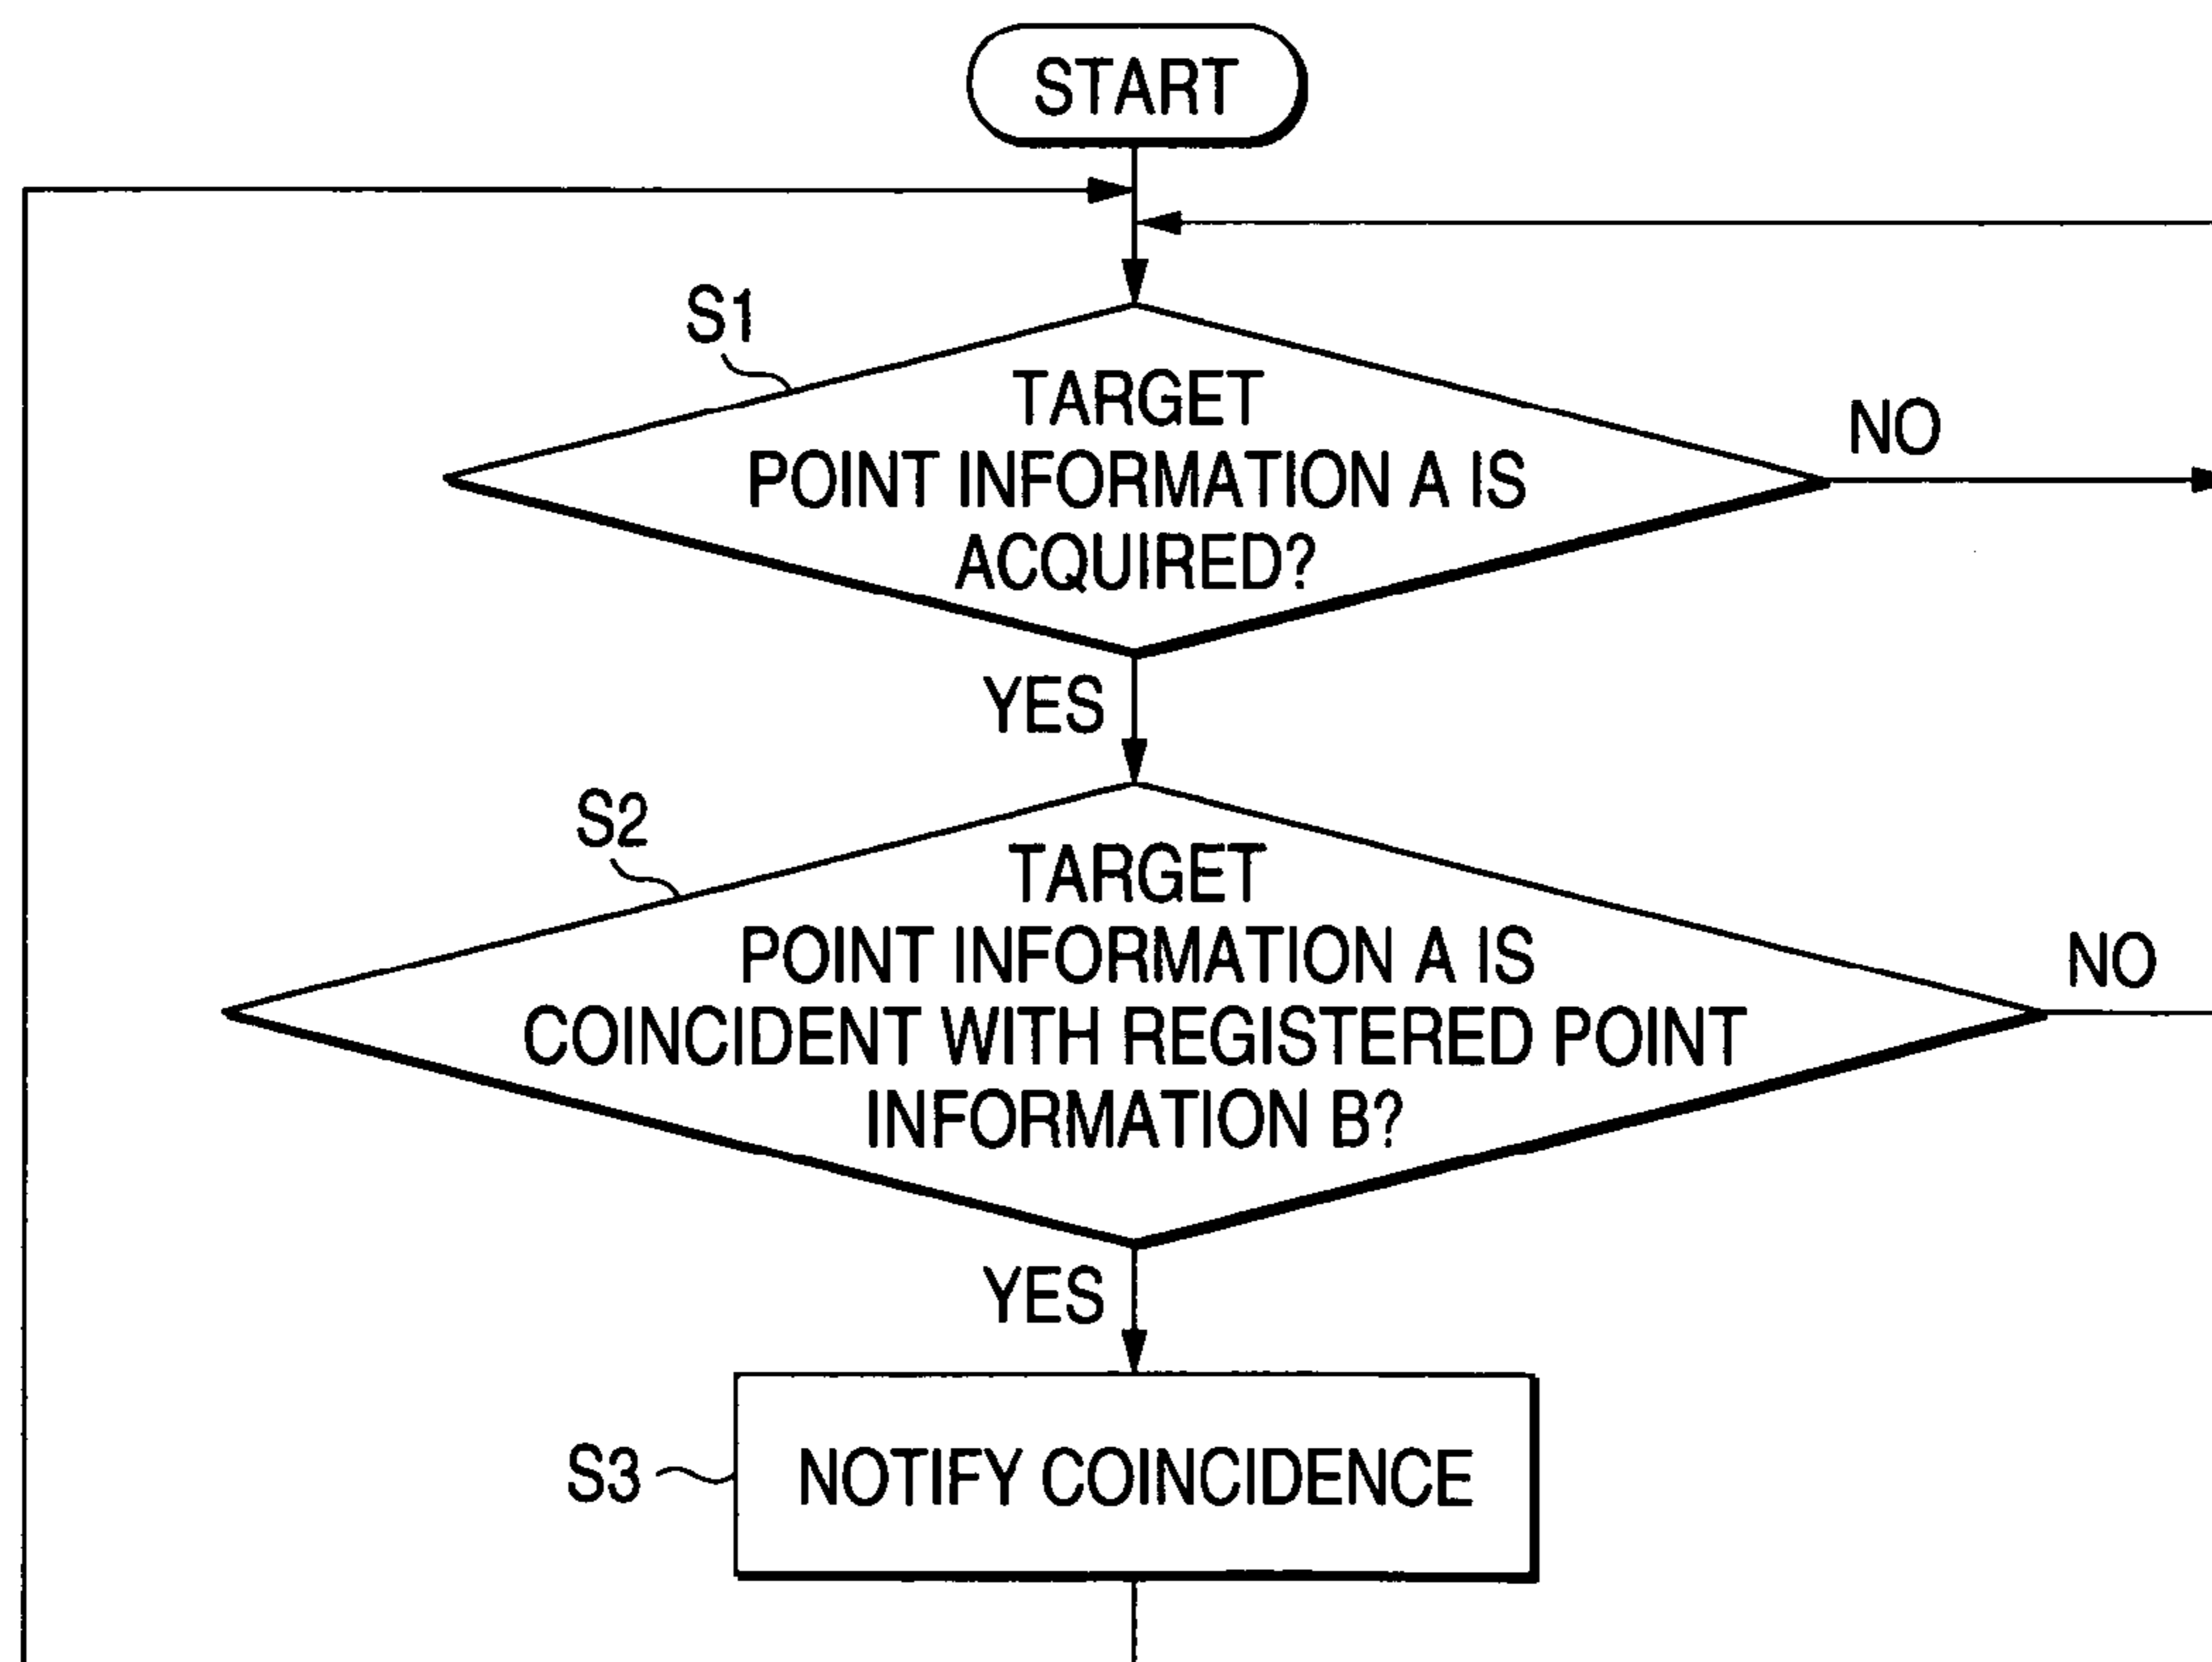 START
S1
TARGET
POINT INFORMATION A IS
ACQUIRED?
NO
YES
S2
TARGET
POINT INFORMATION A IS
COINCIDENT WITH REGISTERED POINT
INFORMATION B?
NO
YES
S3
NOTIFY COINCIDENCE